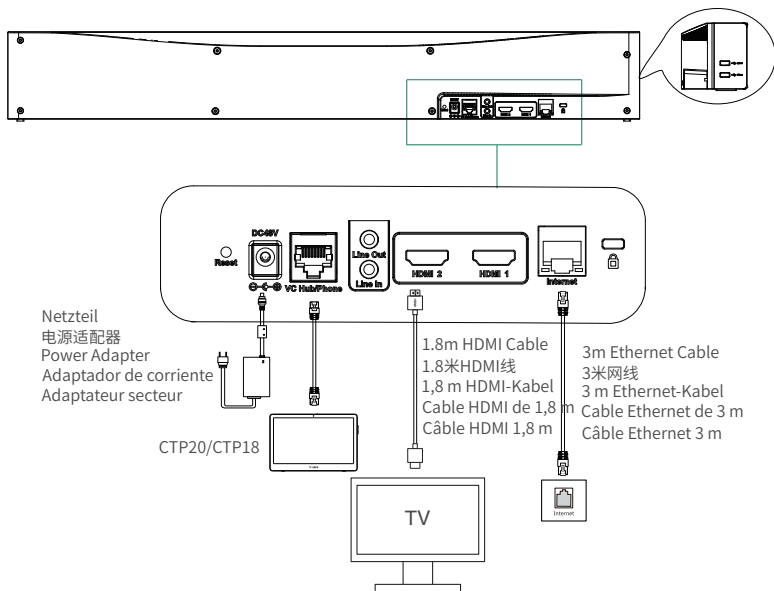 DC48V
Reset
VC Hub/Phone
Line Out
Line In
HDMI 2
HDMI 1
Internet
Netzteil
电源适配器
Power Adapter
Adaptador de corriente
Adaptateur secteur
CTP20/CTP18
1.8m HDMI Cable
1.8米HDMI线
1,8 m HDMI-Kabel
Cable HDMI de 1,8 m
Câble HDMI 1,8 m
3m Ethernet Cable
3米网线
3 m Ethernet-Kabel
Cable Ethernet de 3 m
Câble Ethernet 3 m
TV
Internet